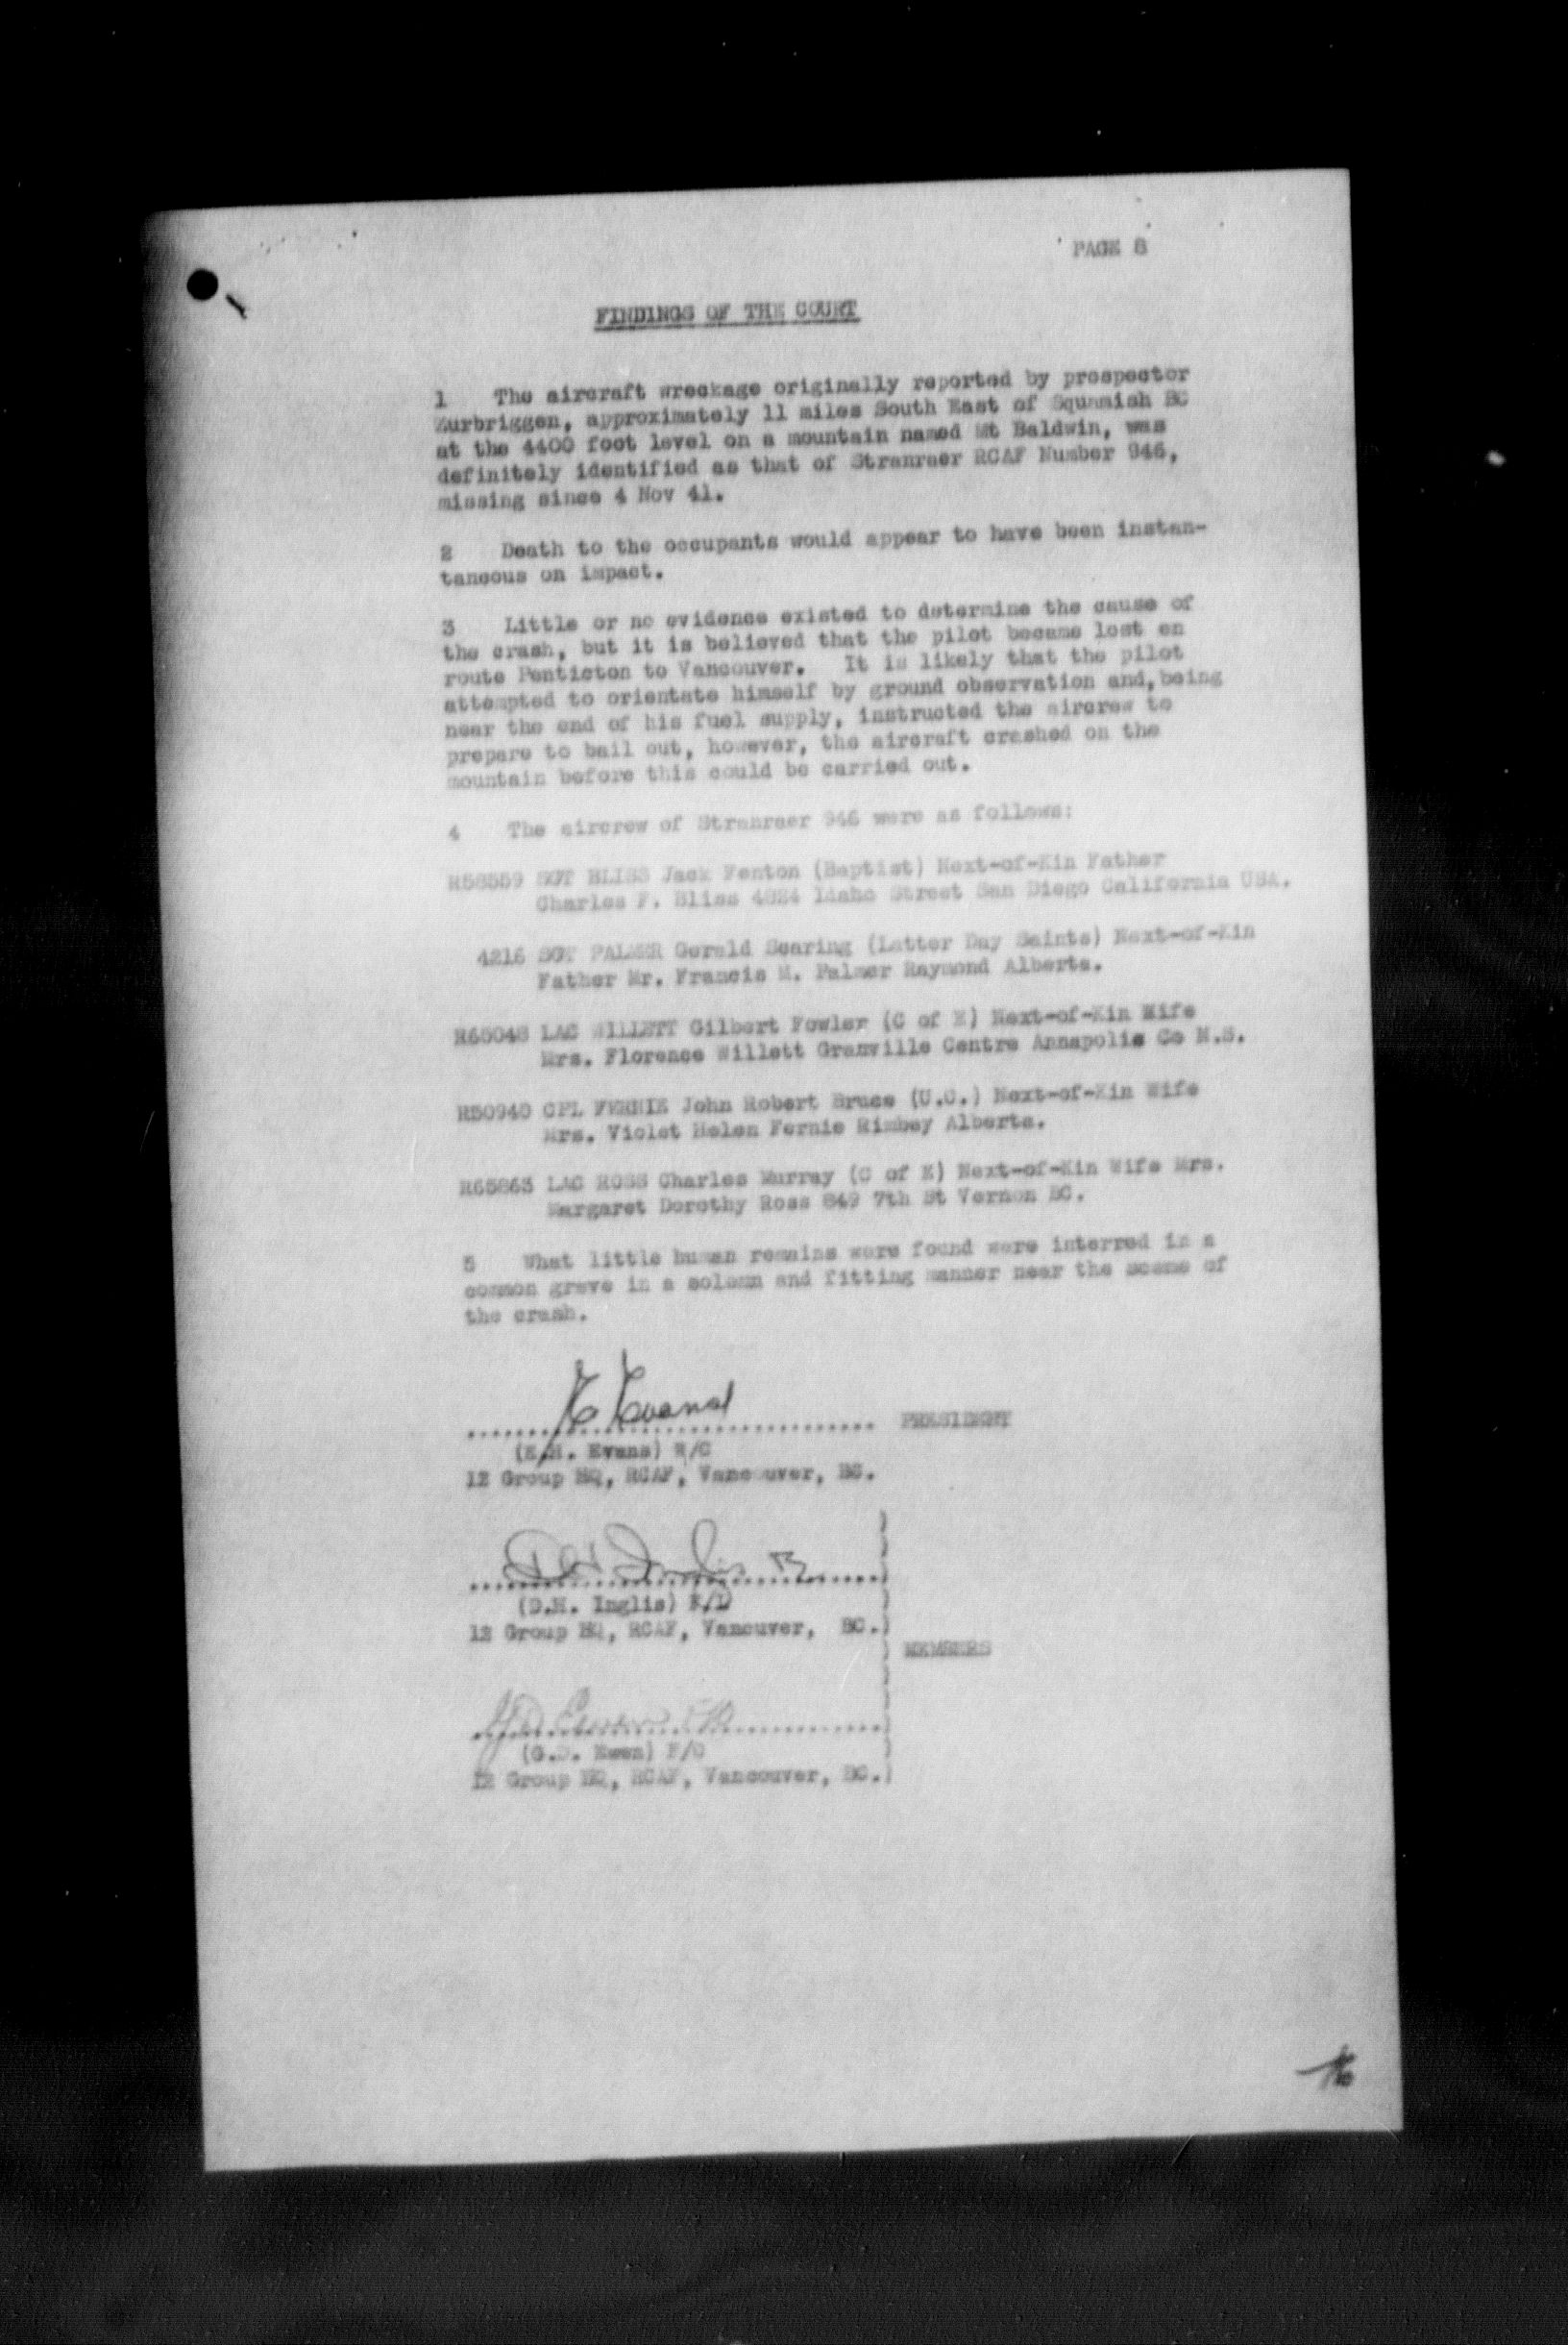 PAGE 8
FINDINGS OF THE COURT
1 The aircraft wreckage originally reported by prospector
Zurbriggen, approximately 11 miles South East of Squamish BC
at the 4400 foot level on a mountain named Mt Baldwin, was
definitely identified as that of Stranraer RCAF Number 946,
missing since 4 Nov 41.
2 Death to the occupants would appear to have been instan-
taneous on impact.
3 Little or no evidence existed to determine the cause of
the crash, but it is believed that the pilot became lost en
route Penticton to Vancouver. It is likely that the pilot
attempted to orientate himself by ground observation and, being
near the end of his fuel supply, instructed the aircrew to
prepare to bail out, however, the aircraft crashed on the
mountain before this could be carried out.
4 The aircrew of Stranraer 946 were as follows:
R58559 SGT BLISS Jack Fenton (Baptist) Next-of-Kin Father
Charles F. Bliss 4824 Idaho Street San Diego California USA.
4216 SGT PALMER Gerald Scaring (Latter Day Saints) Next-of-Kin
Father Mr. Francis M. Palmer Raymond Alberta.
R65048 LAC WILLETT Gilbert Fowler (C of E) Next-of-Kin Wife
Mrs. Florence Willett Granville Centre Annapolis Co N.S.
R50940 CPL FERNIE John Robert Bruce (U.C.) Next-of-Kin Wife
Mrs. Violet Helen Fernie Rimbey Alberta.
R65863 LAC ROSS Charles Murray (C of E) Next-of-Kin Wife Mrs.
Margaret Dorothy Ross 849 7th St Vernon BC.
5 What little human remains were found were interred in a
common grave in a solemn and fitting manner near the scene of
the crash.
E Evans
PRESIDENT
(E.H. Evans) W/C
12 Group HQ, RCAF, Vancouver, BC.
D H Inglis
(D.H. Inglis) F/L
12 Group HQ, RCAF, Vancouver, BC.)
MEMBERS
G D Ewen F/O
(G.D. Ewen) F/O
12 Group HQ, RCAF, Vancouver, BC.)